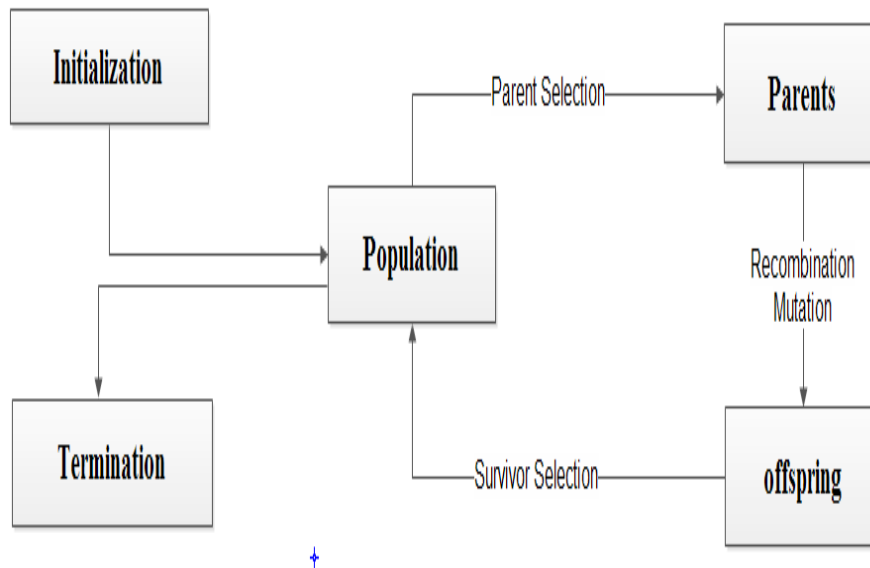 Initialization
Parent Selection
Parents
Population
Recombination
Mutation
Termination
Survivor Selection
offspring